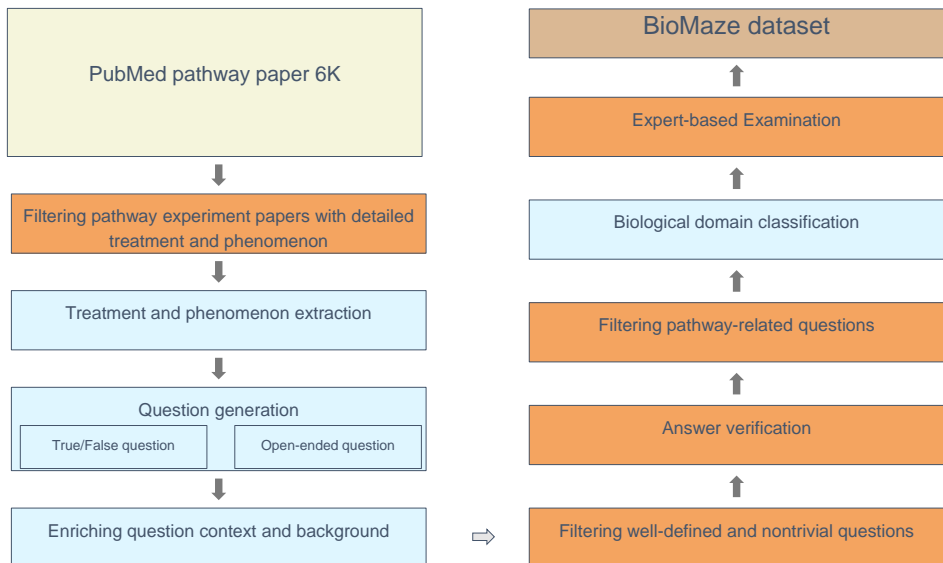 PubMed pathway paper 6K
Filtering pathway experiment papers with detailed
treatment and phenomenon
Treatment and phenomenon extraction
Question generation
True/False question
Open-ended question
Enriching question context and background
BioMaze dataset
Expert-based Examination
Biological domain classification
Filtering pathway-related questions
Answer verification
Filtering well-defined and nontrivial questions